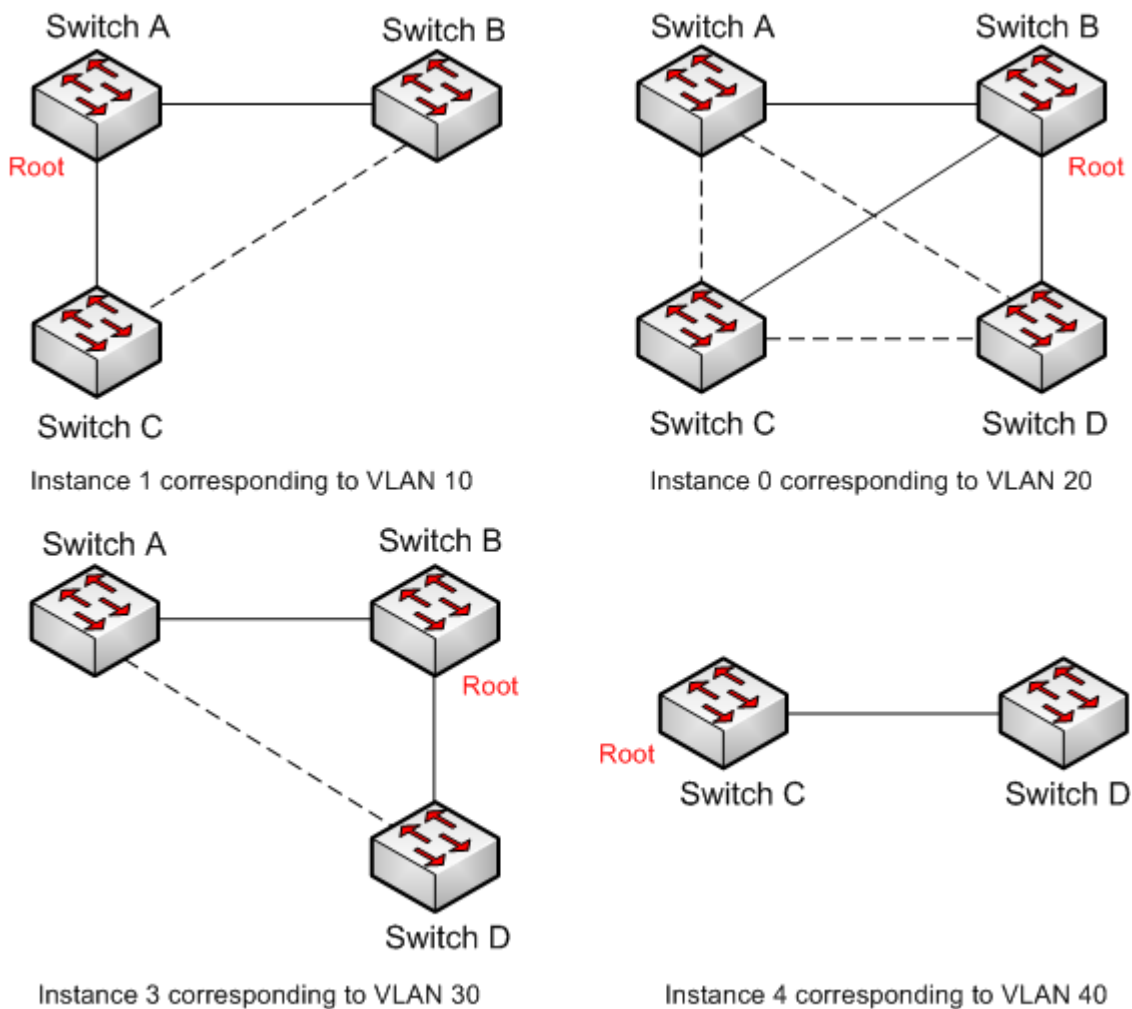 Switch A
Switch B
Root
Switch C
Instance 1 corresponding to VLAN 10
Switch A
Switch B
Root
Switch C
Switch D
Instance 0 corresponding to VLAN 20
Switch A
Switch B
Root
Switch D
Instance 3 corresponding to VLAN 30
Root
Switch C
Switch D
Instance 4 corresponding to VLAN 40